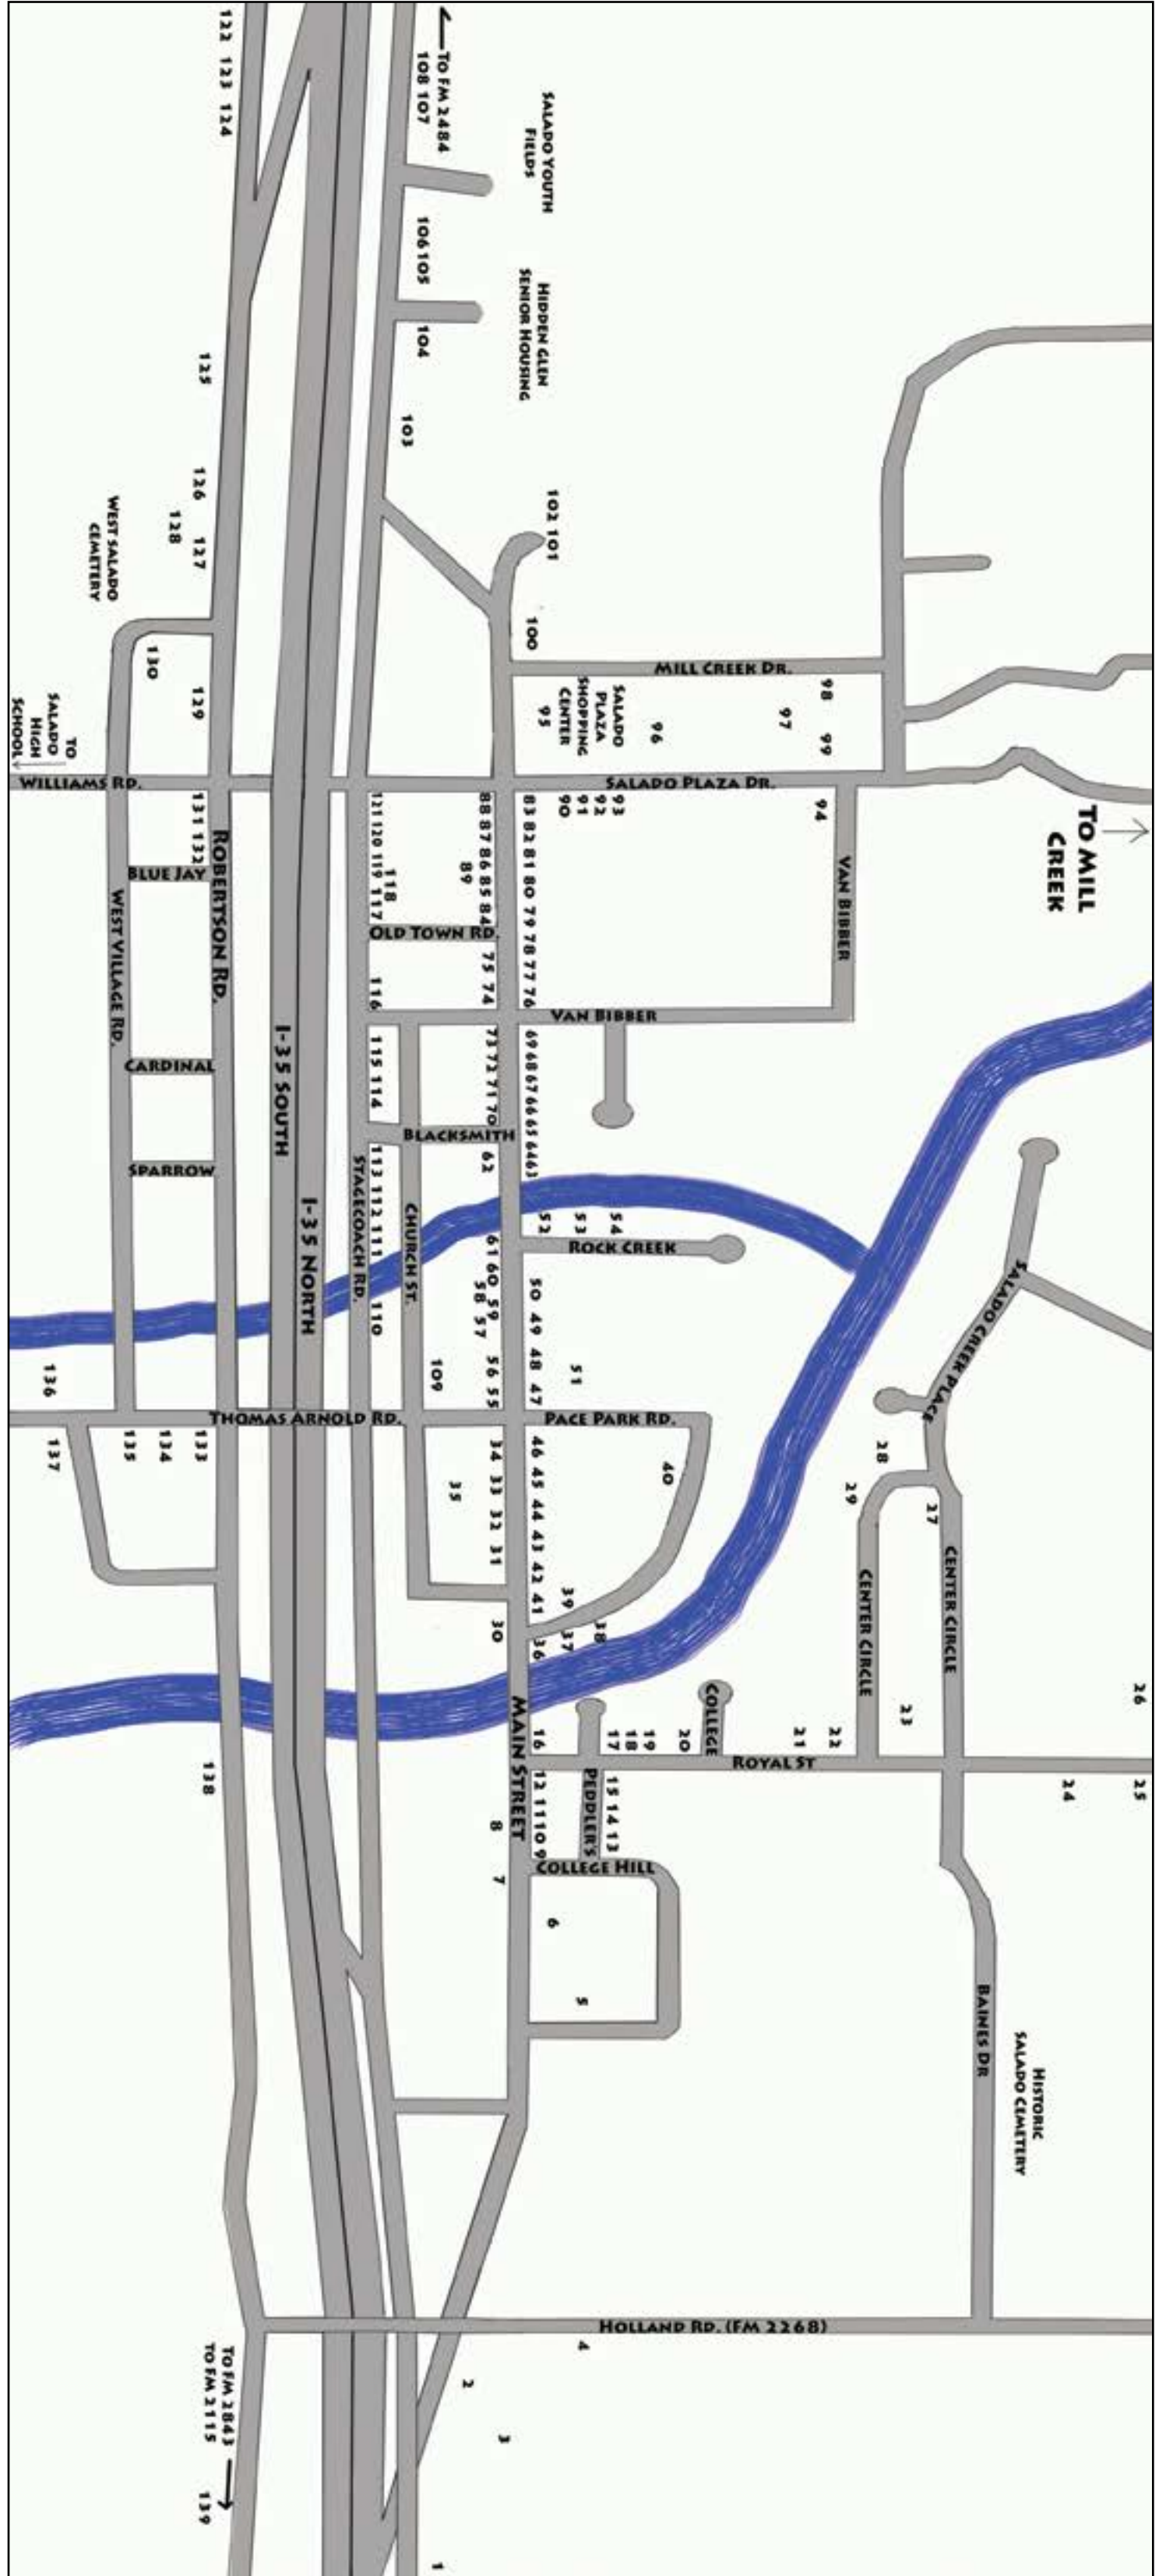 122 123 124
To FM 2484
108 107
Salado Youth
Fields
106 105
Hidden Glen
Senior Housing
104
103
125
126
128
127
West Salado
Cemetery
102 101
100
130
129
Mill Creek Dr.
98
97
99
96
Salado
Plaza
Shopping
Center
95
To
Salado
High
School
Williams Rd.
Salado Plaza Dr.
To Mill
Creek
131 132
Robertson Rd.
Blue Jay
West Village Rd.
121 120 119 117
118
88 87 86 85 84
89
83 82 81 80 79 78 77 76
90
91
92
93
94
Van Bibber
Old Town Rd.
75 74
116
Van Bibber
Cardinal
I-35 South
115 114
73 72 71 70
69 68 67 66 65 64 63
Blacksmith
62
Sparrow
I-35 North
Stagecoach Rd.
113 112 111
110
Church St.
52
53
54
Rock Creek
61 60
59
58
57
56 55
50 49 48 47
51
109
136
Salado Creek Place
Thomas Arnold Rd.
Pace Park Rd.
137
135
134
133
34 33 32 31
35
46 45 44 43 42 41
40
39
38
37
36
30
28
29
27
Center Circle
Center Circle
26
23
22
21
20
19
18
17
16
College
Main Street
Royal St
138
12 11 10 9
Peddler's
15 14 13
8
7
24
25
College Hill
6
5
Baines Dr
Historic
Salado Cemetery
Holland Rd. (FM 2268)
4
2
3
To FM 2843
To FM 2115
139
1